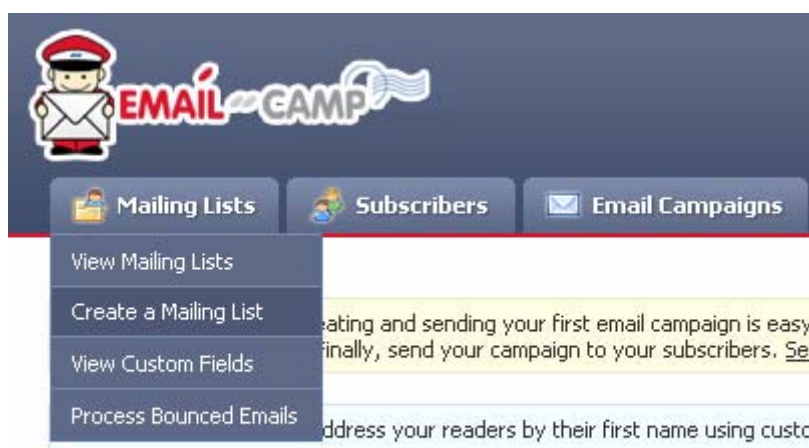 EMAIL CAMP
Mailing Lists
Subscribers
Email Campaigns
View Mailing Lists
Create a Mailing List
View Custom Fields
Process Bounced Emails
eating and sending your first email campaign is easy
finally, send your campaign to your subscribers. Se
ddress your readers by their first name using custo